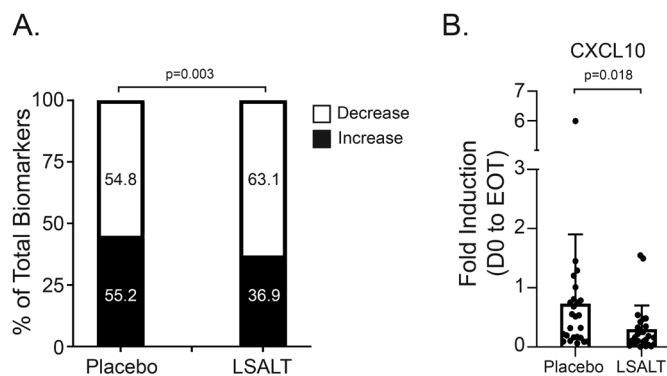 A.
p=0.003
% of Total Biomarkers
100
75
50
25
0
54.8
55.2
63.1
36.9
Placebo
LSALT
Decrease
Increase
B.
CXCL10
p=0.018
Fold Induction
(D0 to EOT)
7
6
3
2
1
0
Placebo
LSALT